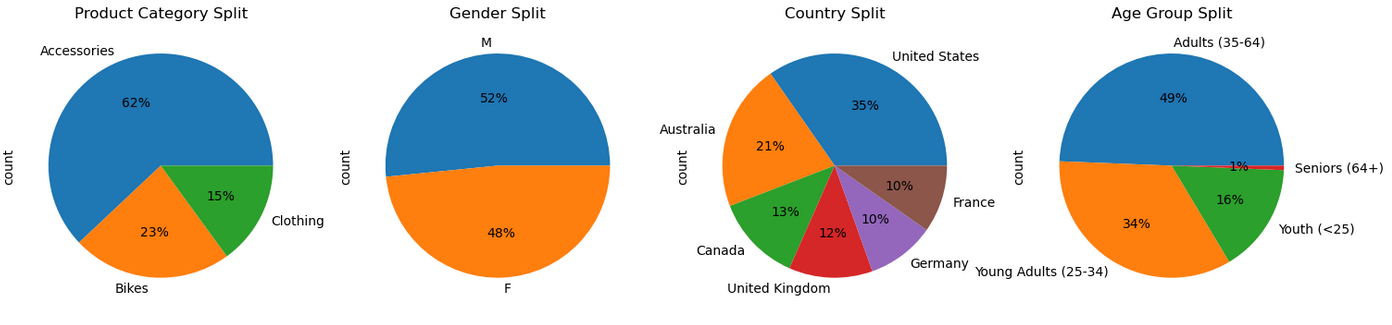 Product Category Split
Accessories
62%
count
15%
Clothing
23%
Bikes
Gender Split
M
52%
count
48%
F
Country Split
United States
35%
Australia
21%
count
10%
France
13%
10%
12%
Canada
Germany
United Kingdom
Age Group Split
Adults (35-64)
49%
count
1%
Seniors (64+)
16%
34%
Youth (<25)
Young Adults (25-34)